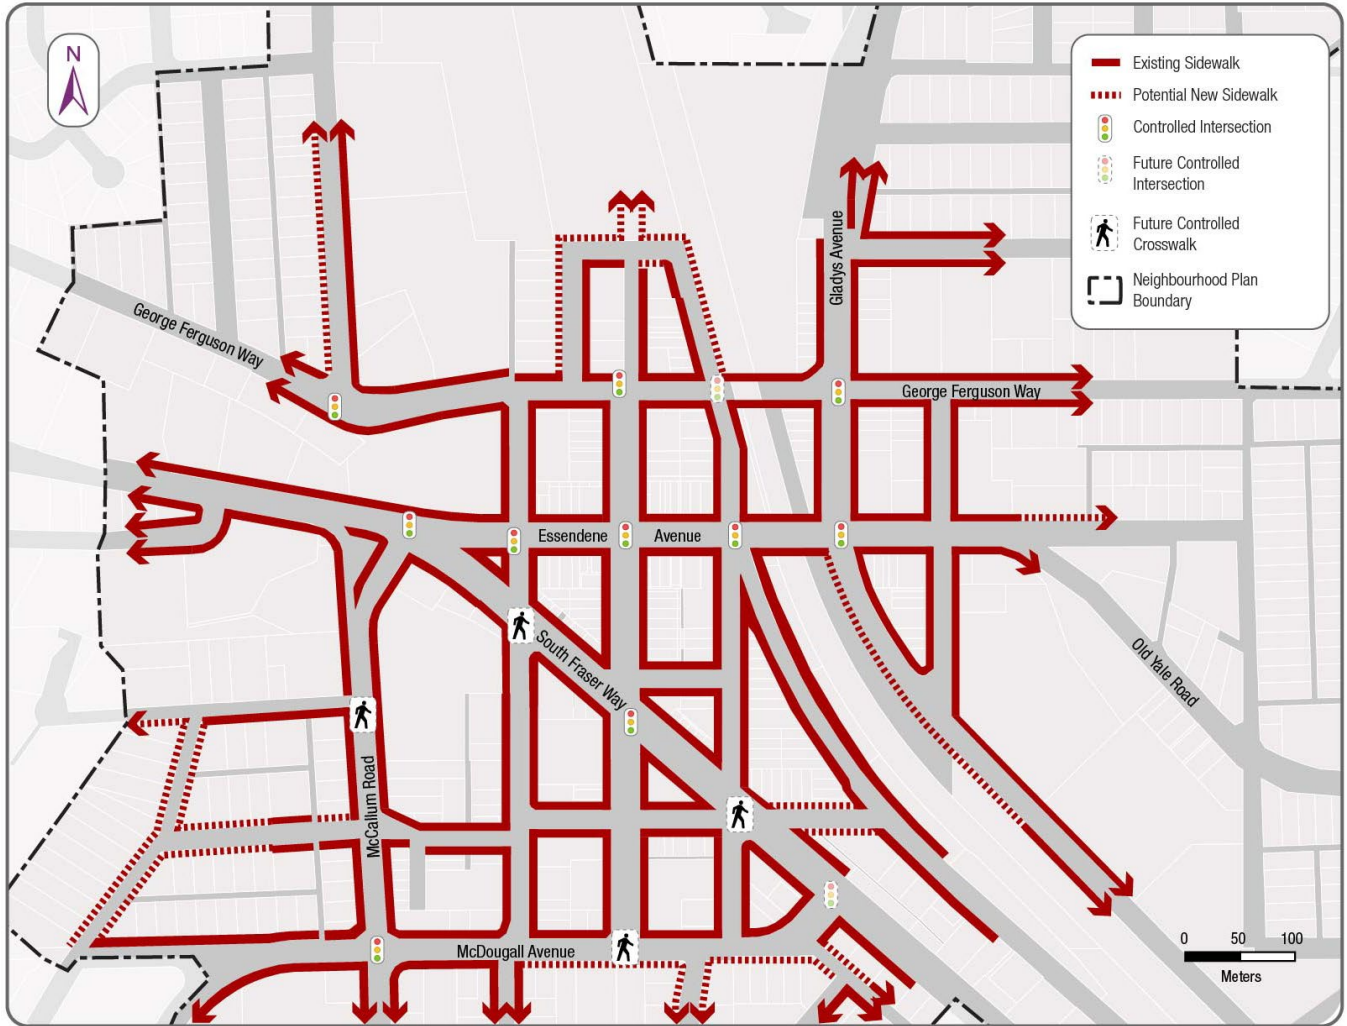 N
Existing Sidewalk
Potential New Sidewalk
Controlled Intersection
Future Controlled
Intersection
Future Controlled
Crosswalk
Neighbourhood Plan
Boundary
Gladys Avenue
George Ferguson Way
George Ferguson Way
Essendene Avenue
South Fraser Way
Old Yale Road
McCallum Road
McDougall Avenue
0 50 100
Meters